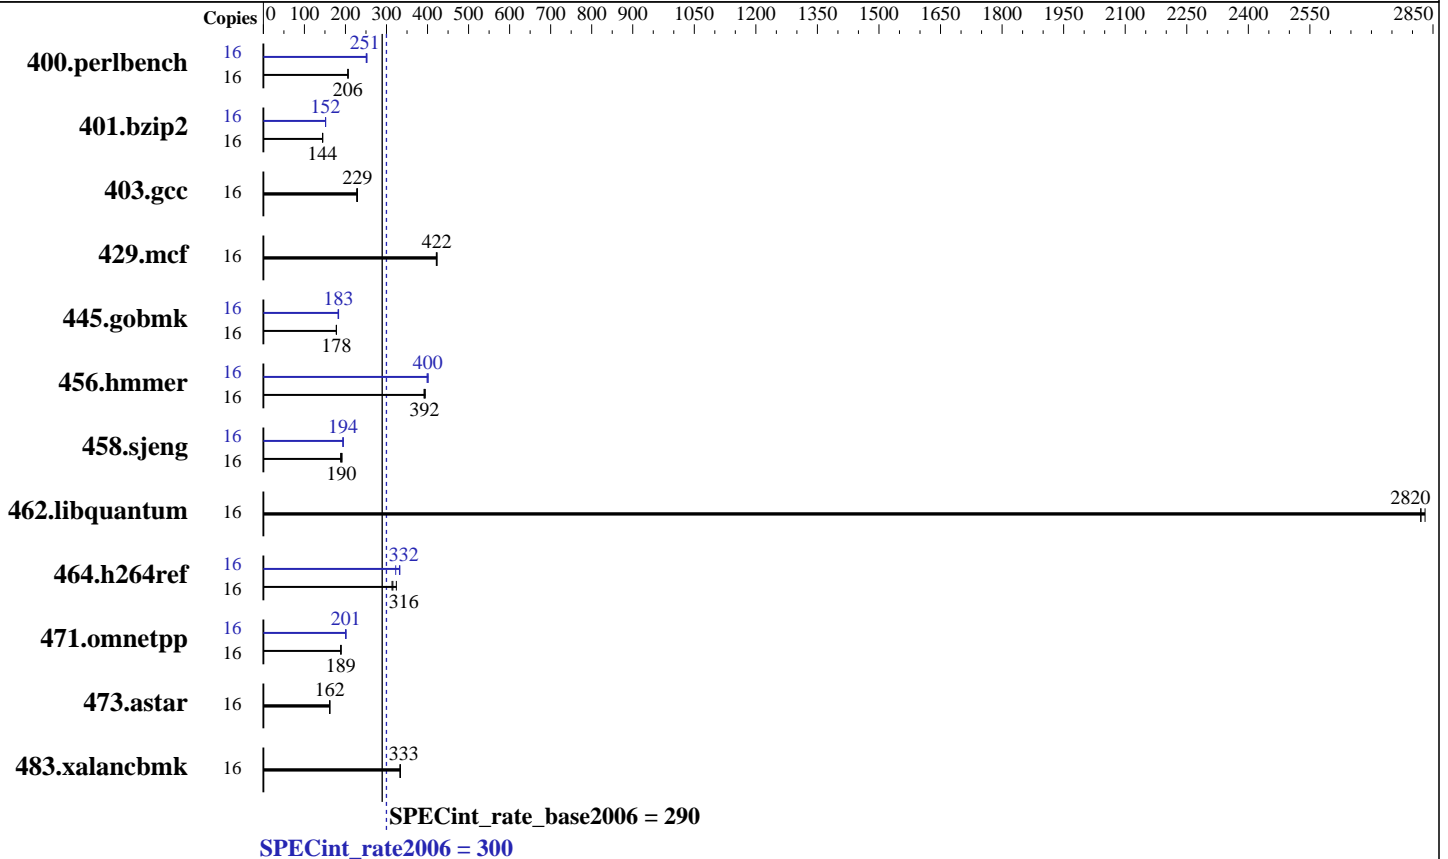 Copies 0 100 200 300 400 500 600 700 800 900 1050 1200 1350 1500 1650 1800 1950 2100 2250 2400 2550 2850
400.perlbench 16 251
16 206
401.bzip2 16 152
16 144
403.gcc 16 229
429.mcf 16 422
445.gobmk 16 183
16 178
456.hmmer 16 400
16 392
458.sjeng 16 194
16 190
462.libquantum 16 2820
464.h264ref 16 332
16 316
471.omnetpp 16 201
16 189
473.astar 16 162
483.xalancbmk 16 333
SPECint_rate_base2006 = 290
SPECint_rate2006 = 300